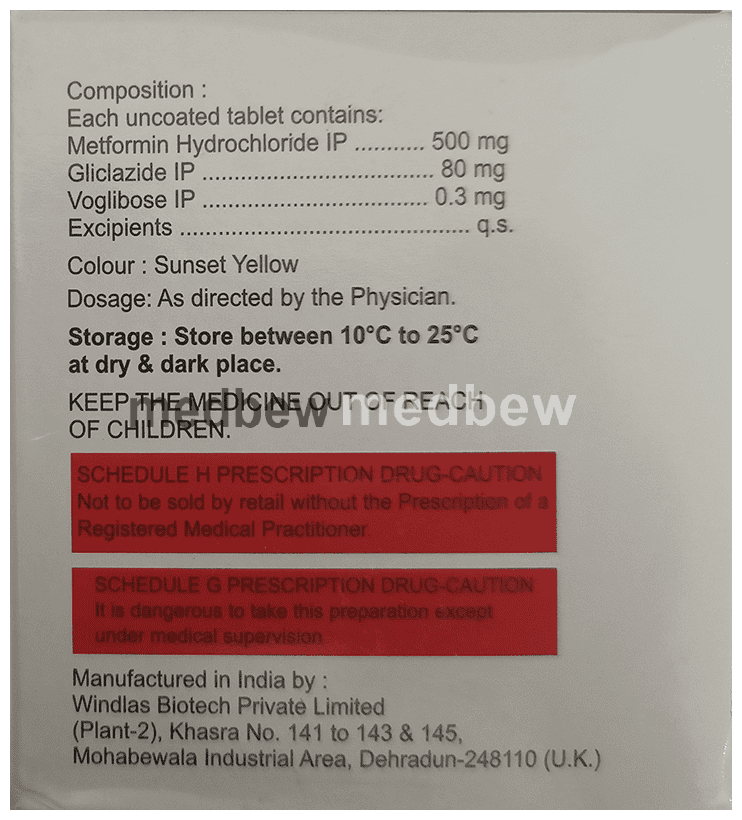 Composition :
Each uncoated tablet contains:
Metformin Hydrochloride IP ........... 500 mg
Gliclazide IP .................................... 80 mg
Voglibose IP ................................... 0.3 mg
Excipients ............................................. q.s.
Colour : Sunset Yellow
Dosage: As directed by the Physician.
Storage : Store between 10°C to 25°C
at dry & dark place.
KEEP THE MEDICINE OUT OF REACH
OF CHILDREN.
medbew medbew
SCHEDULE H PRESCRIPTION DRUG-CAUTION
Not to be sold by retail without the Prescription of a
Registered Medical Practitioner.
SCHEDULE G PRESCRIPTION DRUG-CAUTION
It is dangerous to take this preparation except
under medical supervision.
Manufactured in India by :
Windlas Biotech Private Limited
(Plant-2), Khasra No. 141 to 143 & 145,
Mohabewala Industrial Area, Dehradun-248110 (U.K.)